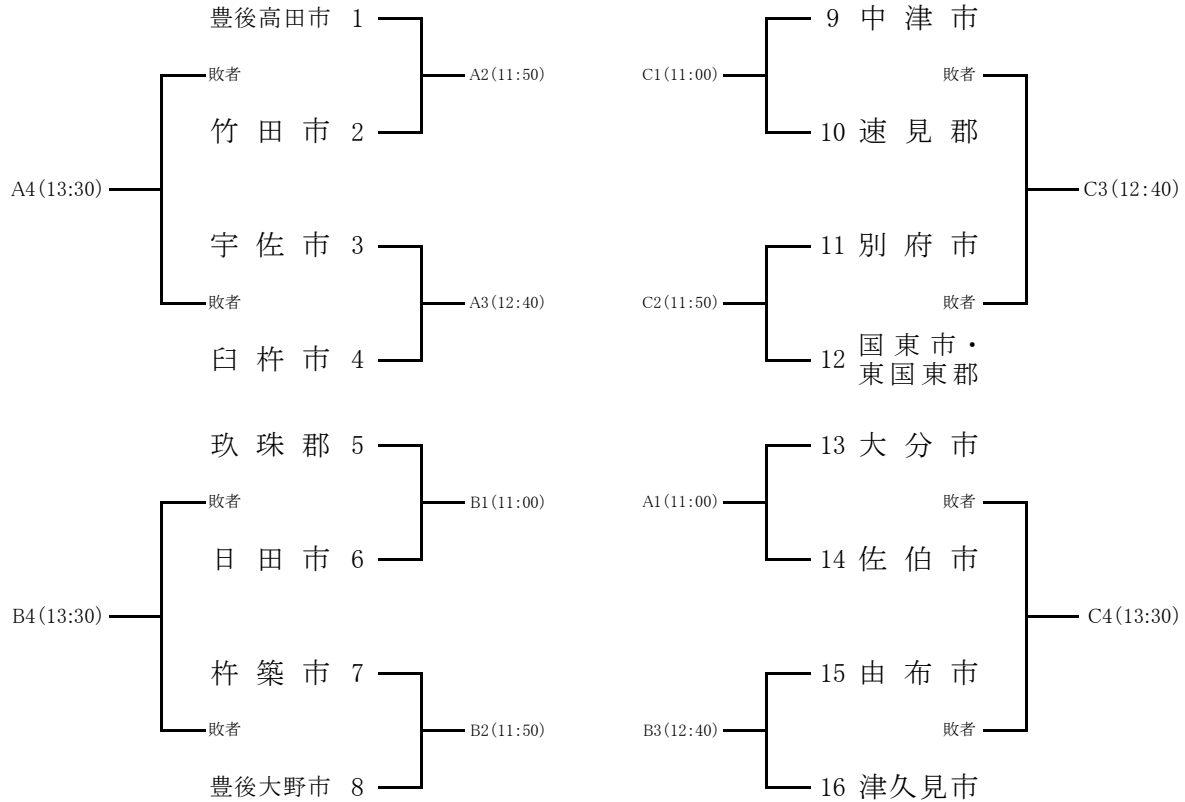 豊後高田市 1
敗者
A2(11:50)
竹田市 2
A4(13:30)
宇佐市 3
敗者
A3(12:40)
臼杵市 4
玖珠郡 5
敗者
B1(11:00)
日田市 6
B4(13:30)
杵築市 7
敗者
B2(11:50)
豊後大野市 8
9 中津市
C1(11:00)
敗者
10 速見郡
C3(12:40)
11 別府市
C2(11:50)
敗者
12 国東市・
東国東郡
13 大分市
A1(11:00)
敗者
14 佐伯市
C4(13:30)
15 由布市
B3(12:40)
敗者
16 津久見市